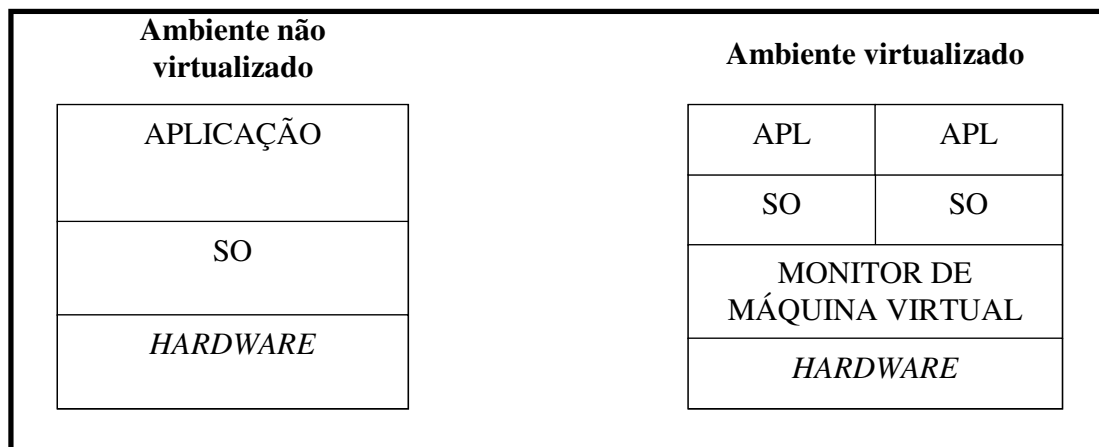 Ambiente não
virtualizado
APLICAÇÃO
SO
HARDWARE
Ambiente virtualizado
APL APL
SO SO
MONITOR DE
MÁQUINA VIRTUAL
HARDWARE